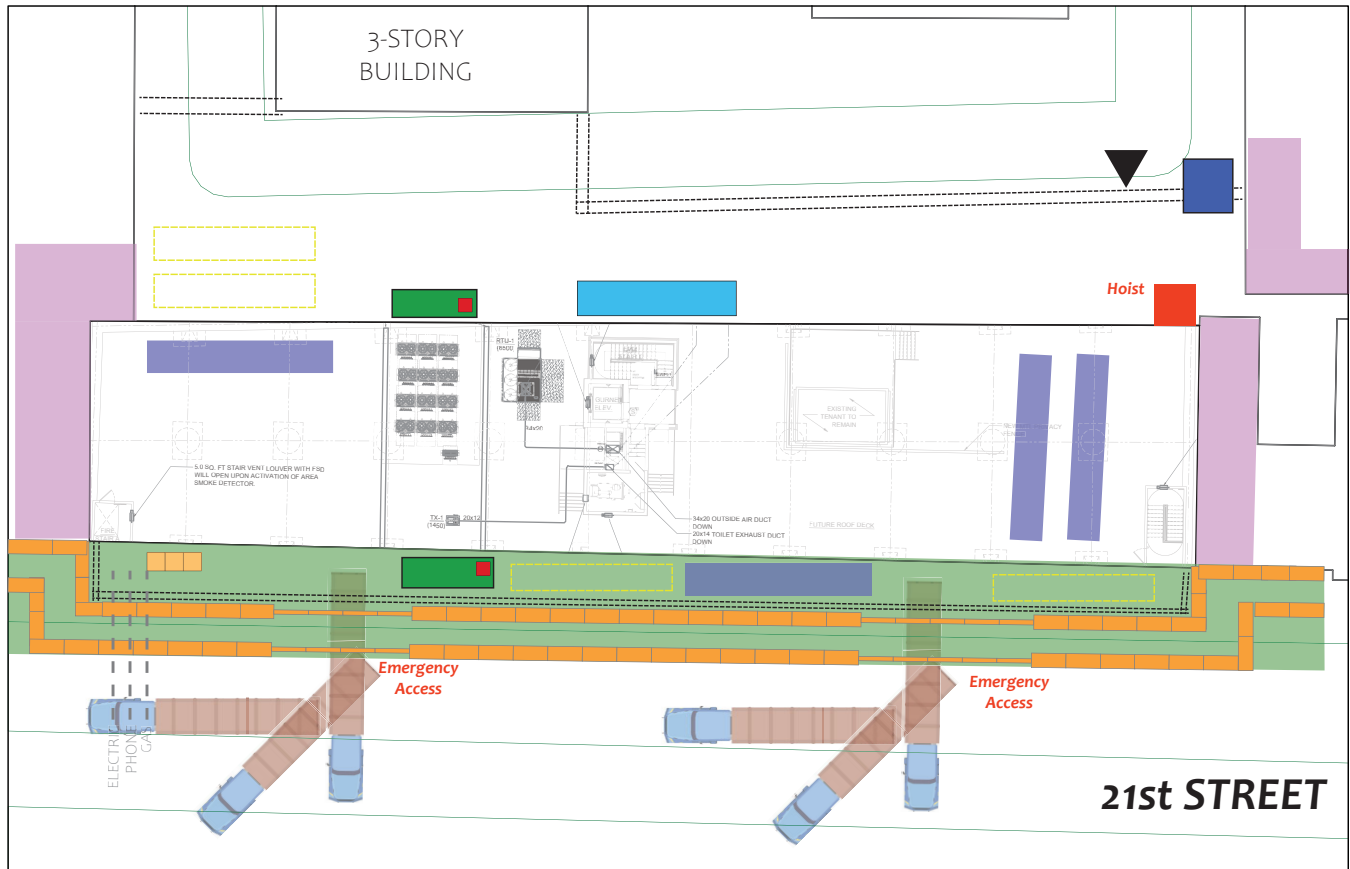 3-STORY
BUILDING
Hoist
RTU-1
EXISTING
TENANT TO
REMAIN
5.0 SQ. FT STAIR VENT LOUVER WITH FSD
WILL OPEN UPON ACTIVATION OF AREA
SMOKE DETECTOR.
TX-1
(1450)
20x12
34x20 OUTSIDE AIR DUCT
DOWN
20x14 TOILET EXHAUST DUCT
DOWN
FUTURE ROOF DECK
Emergency
Access
Emergency
Access
ELECTRIC
PHONE
GAS
21st STREET